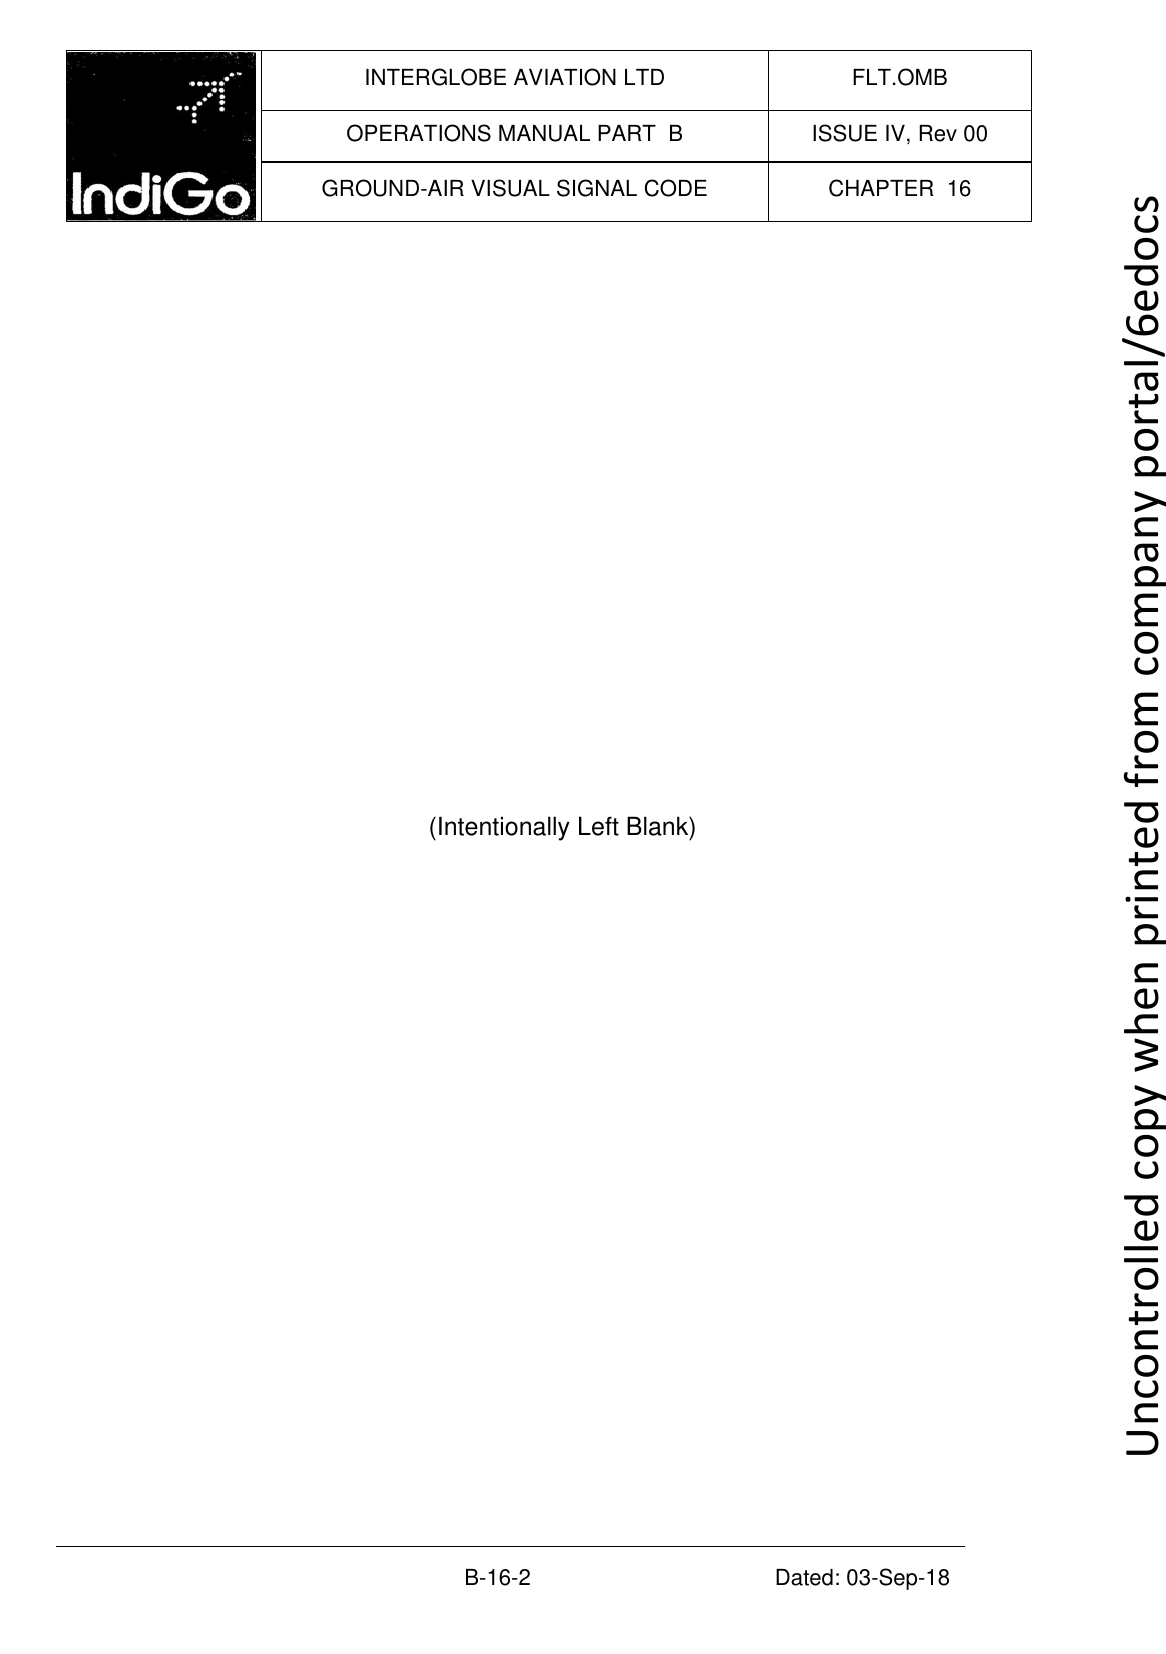 IndiGo
INTERGLOBE AVIATION LTD
FLT.OMB
OPERATIONS MANUAL PART  B
ISSUE IV, Rev 00
GROUND-AIR VISUAL SIGNAL CODE
CHAPTER  16
(Intentionally Left Blank)
Uncontrolled copy when printed from company portal/6edocs
B-16-2
Dated: 03-Sep-18